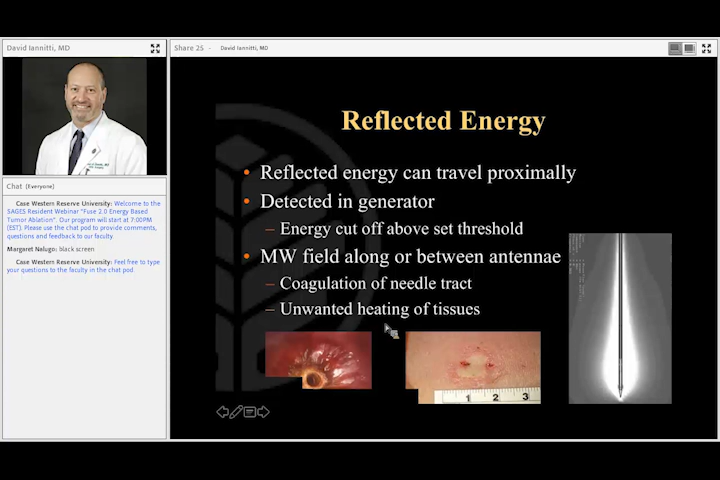 David Iannitti, MD
Share 25 - David Iannitti, MD
Chat (Everyone)
Case Western Reserve University: Welcome to the
SAGES Resident Webinar "Fuse 2.0 Energy Based
Tumor Ablation". Our program will start at 7:00PM
(EST). Please use the chat pod to provide comments,
questions and feedback to our faculty
Margaret Nalugo: black screen
Case Western Reserve University: Feel free to type
your questions to the faculty in the chat pod
Reflected Energy
• Reflected energy can travel proximally
• Detected in generator
– Energy cut off above set threshold
• MW field along or between antennae
– Coagulation of needle tract
– Unwanted heating of tissues
1 2 3